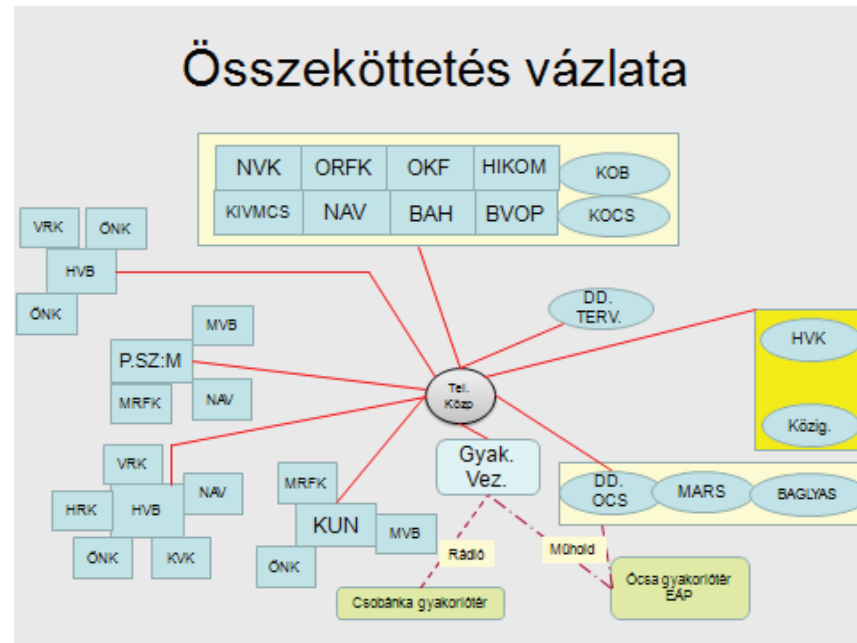 Összeköttetés vázlata
NVK ORFK OKF HIKOM KOB
KIVMCS NAV BAH BVOP KOCS
VRK ÖNK
HVB
ÖNK
DD.
TERV.
MVB
P.SZ:M
MRFK NAV
HVK
Közig.
Tel.
Közp
Gyak.
Vez.
VRK
NAV
HRK HVB
ÖNK KVK
MRFK
KUN MVB
ÖNK
DD.
OCS
MARS BAGLYAS
Rádió Műhold
Csobánka gyakorlótér
Ócsa gyakorlótér
EÁP